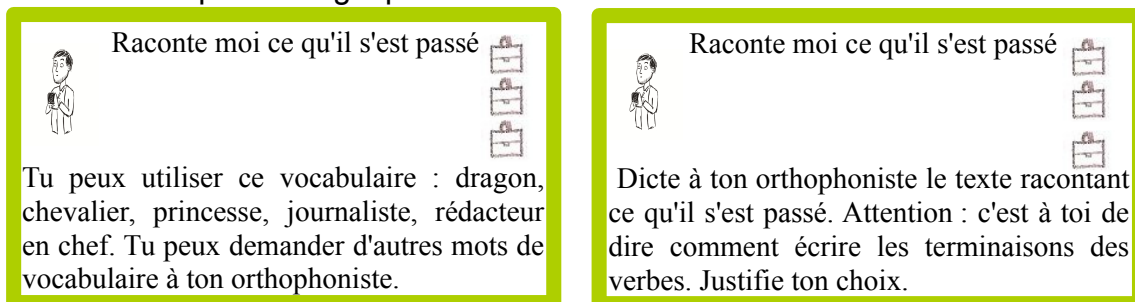 Raconte moi ce qu'il s'est passé
Tu peux utiliser ce vocabulaire : dragon,
chevalier, princesse, journaliste, rédacteur
en chef. Tu peux demander d'autres mots de
vocabulaire à ton orthophoniste.
Raconte moi ce qu'il s'est passé
Dicte à ton orthophoniste le texte racontant
ce qu'il s'est passé. Attention : c'est à toi de
dire comment écrire les terminaisons des
verbes. Justifie ton choix.